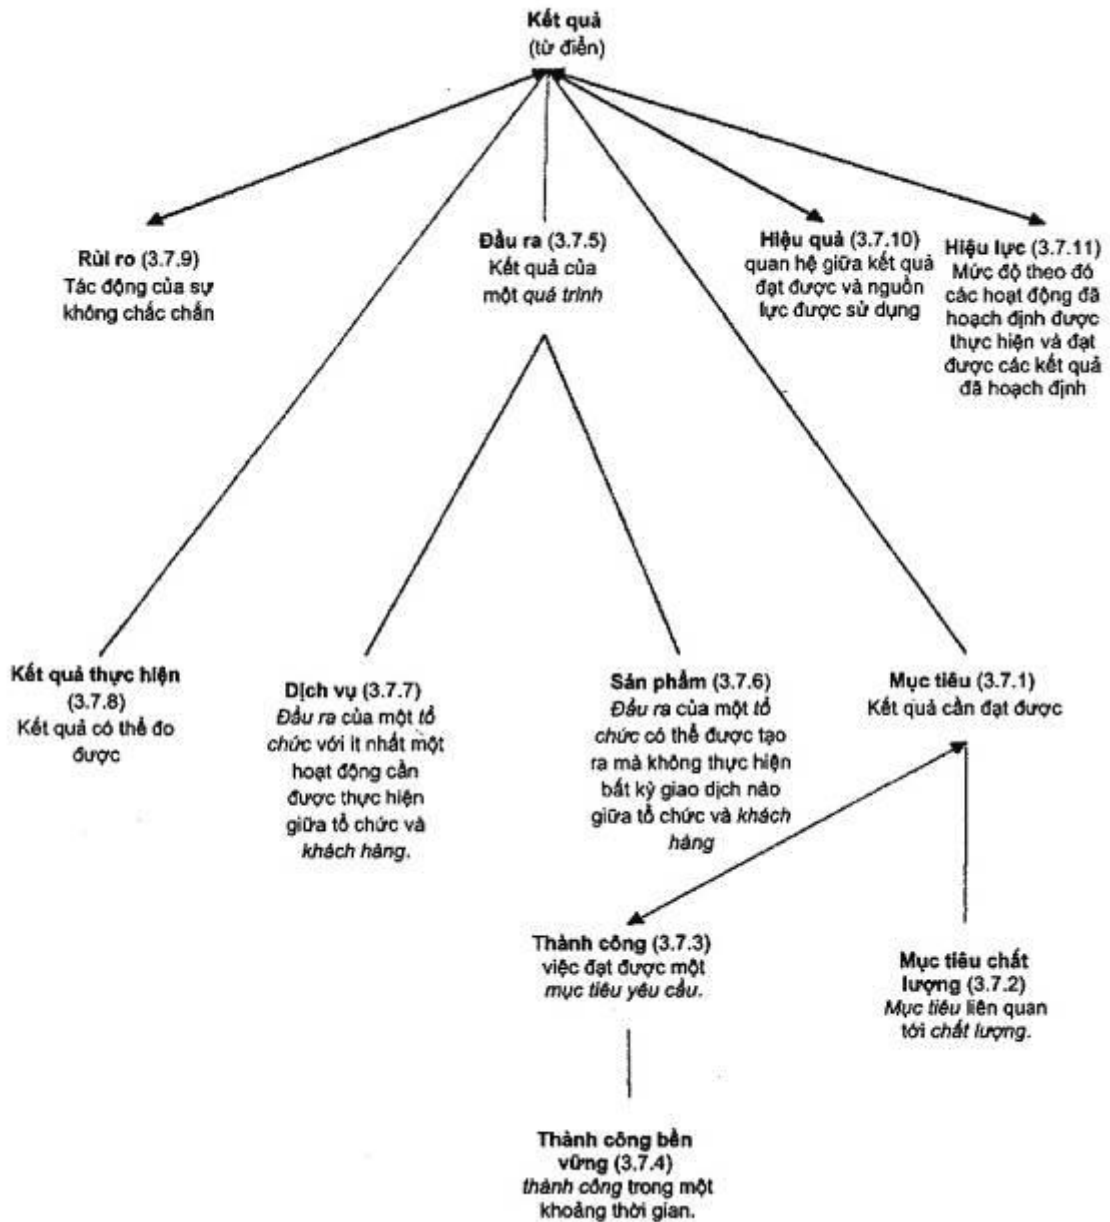 Kết quả
(từ điển)
Rủi ro (3.7.9)
Tác động của sự
không chắc chắn
Đầu ra (3.7.5)
Kết quả của
một quá trình
Hiệu quả (3.7.10)
quan hệ giữa kết quả
đạt được và nguồn
lực được sử dụng
Hiệu lực (3.7.11)
Mức độ theo đó
các hoạt động đã
hoạch định được
thực hiện và đạt
được các kết quả
đã hoạch định
Kết quả thực hiện
(3.7.8)
Kết quả có thể đo
được
Dịch vụ (3.7.7)
Đầu ra của một tổ
chức với ít nhất một
hoạt động cần
được thực hiện
giữa tổ chức và
khách hàng.
Sản phẩm (3.7.6)
Đầu ra của một tổ
chức có thể được tạo
ra mà không thực hiện
bất kỳ giao dịch nào
giữa tổ chức và khách
hàng
Mục tiêu (3.7.1)
Kết quả cần đạt được
Thành công (3.7.3)
việc đạt được một
mục tiêu yêu cầu.
Mục tiêu chất
lượng (3.7.2)
Mục tiêu liên quan
tới chất lượng.
Thành công bền
vững (3.7.4)
thành công trong một
khoảng thời gian.